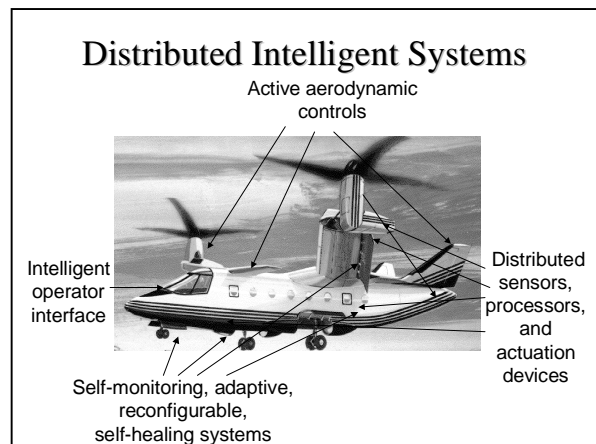 Distributed Intelligent Systems
Active aerodynamic
controls
Intelligent
operator
interface
Distributed
sensors,
processors,
and
actuation
devices
Self-monitoring, adaptive,
reconfigurable,
self-healing systems